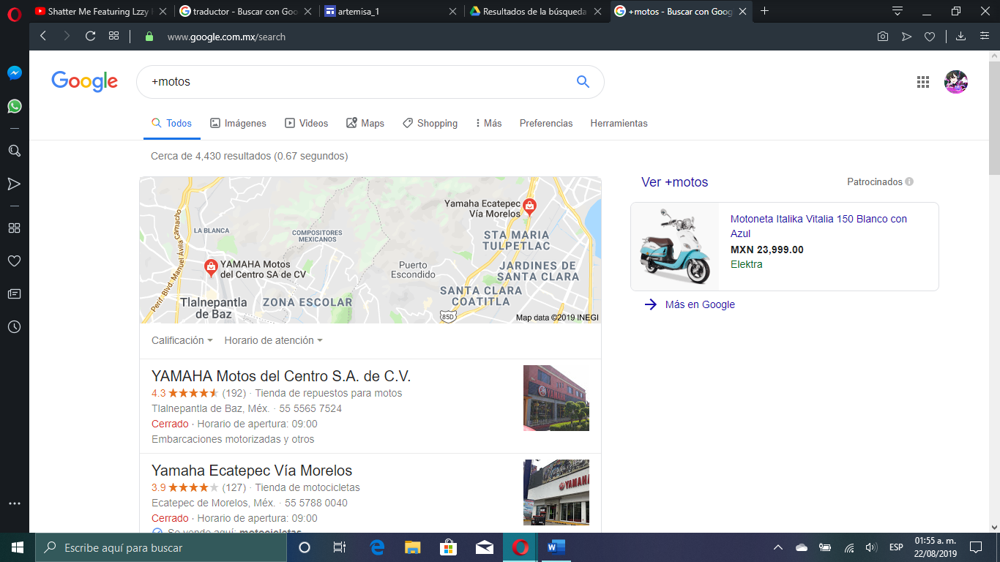 Shatter Me Featuring Lzzy
traductor - Buscar con Goo
artemisa_1
Resultados de la búsqueda
+motos - Buscar con Goog
www.google.com.mx/search
Google
+motos
Todos
Imágenes
Videos
Maps
Shopping
Más
Preferencias
Herramientas
Cerca de 4,430 resultados (0.67 segundos)
Perif. Blvd. Manuel Ávila Camacho
LA BLANCA
COMPOSITORES
MEXICANOS
Yamaha Ecatepec
Vía Morelos
STA MARIA
TULPETLAC
YAMAHA Motos
del Centro SA de CV
Puerto
Escondido
JARDINES DE
SANTA CLARA
Tlalnepantla
de Baz
ZONA ESCOLAR
SANTA CLARA
COATITLA
85D
Map data ©2019 INEGI
Calificación
Horario de atención
YAMAHA Motos del Centro S.A. de C.V.
4.3 (192) · Tienda de repuestos para motos
Tlalnepantla de Baz, Méx. · 55 5565 7524
Cerrado · Horario de apertura: 09:00
Embarcaciones motorizadas y otros
YAMAHA
Yamaha Ecatepec Vía Morelos
3.9 (127) · Tienda de motocicletas
Ecatepec de Morelos, Méx. · 55 5788 0040
Cerrado · Horario de apertura: 09:00
Se vende aquí: motocicletas
Ver +motos
Patrocinados
Motoneta Italika Vitalia 150 Blanco con
Azul
MXN 23,999.00
Elektra
Más en Google
Escribe aquí para buscar
ESP
01:55 a. m.
22/08/2019